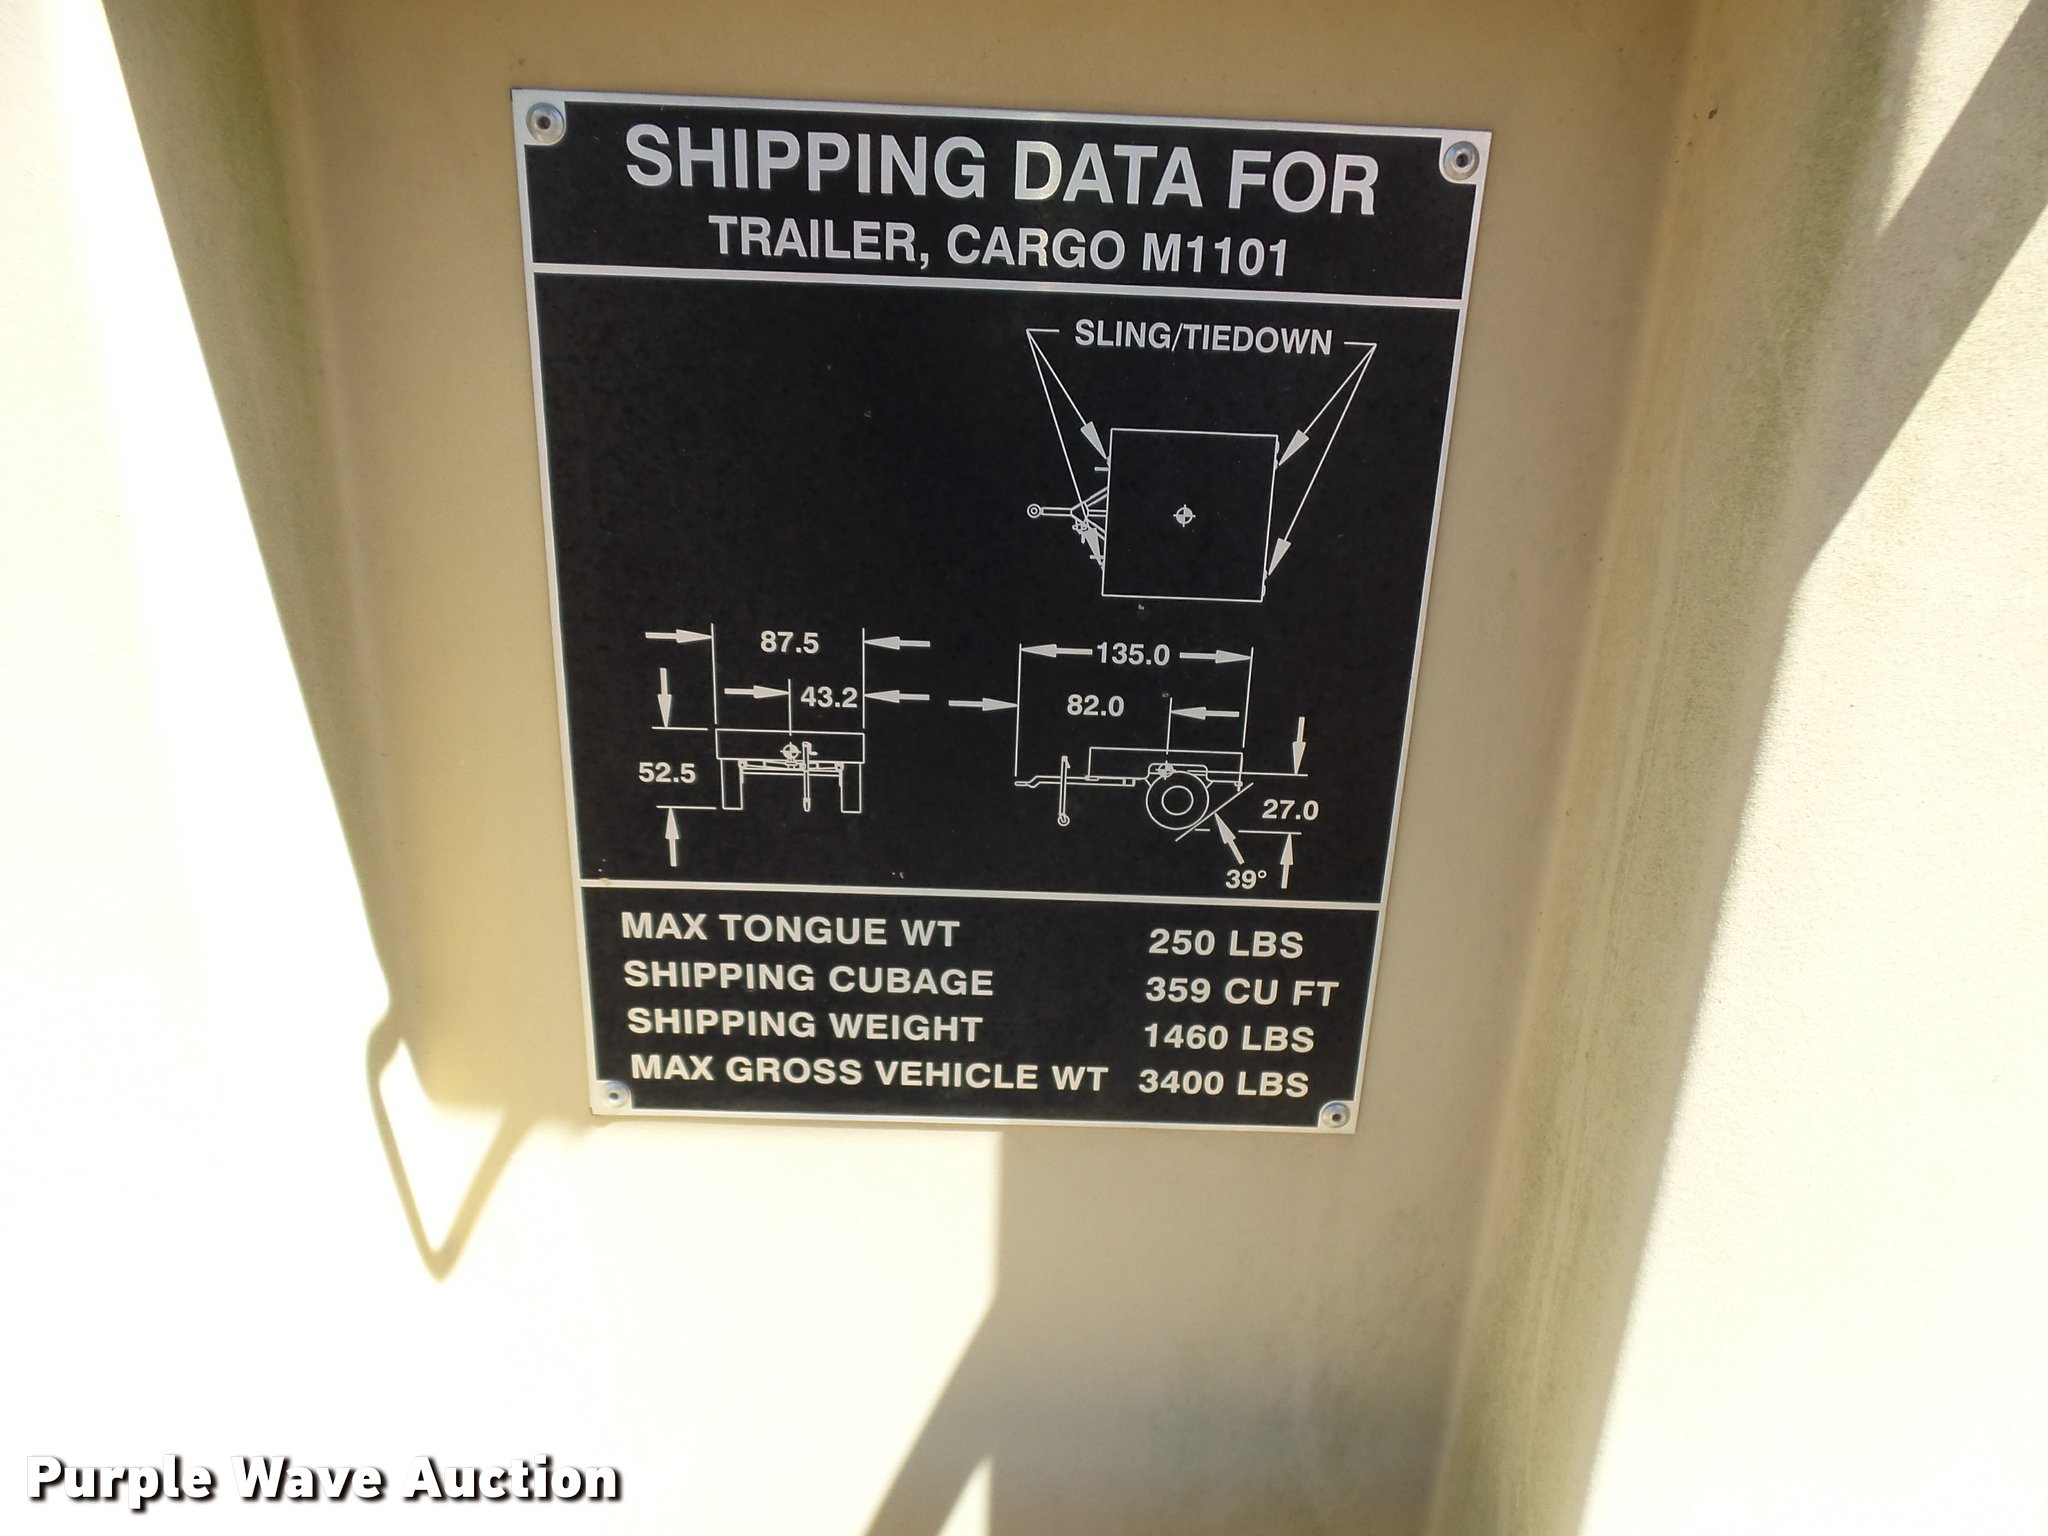 SHIPPING DATA FOR
TRAILER, CARGO M1101
SLING/TIEDOWN
87.5
135.0
43.2
82.0
52.5
27.0
39°
MAX TONGUE WT 250 LBS
SHIPPING CUBAGE 359 CU FT
SHIPPING WEIGHT 1460 LBS
MAX GROSS VEHICLE WT 3400 LBS
Purple Wave Auction